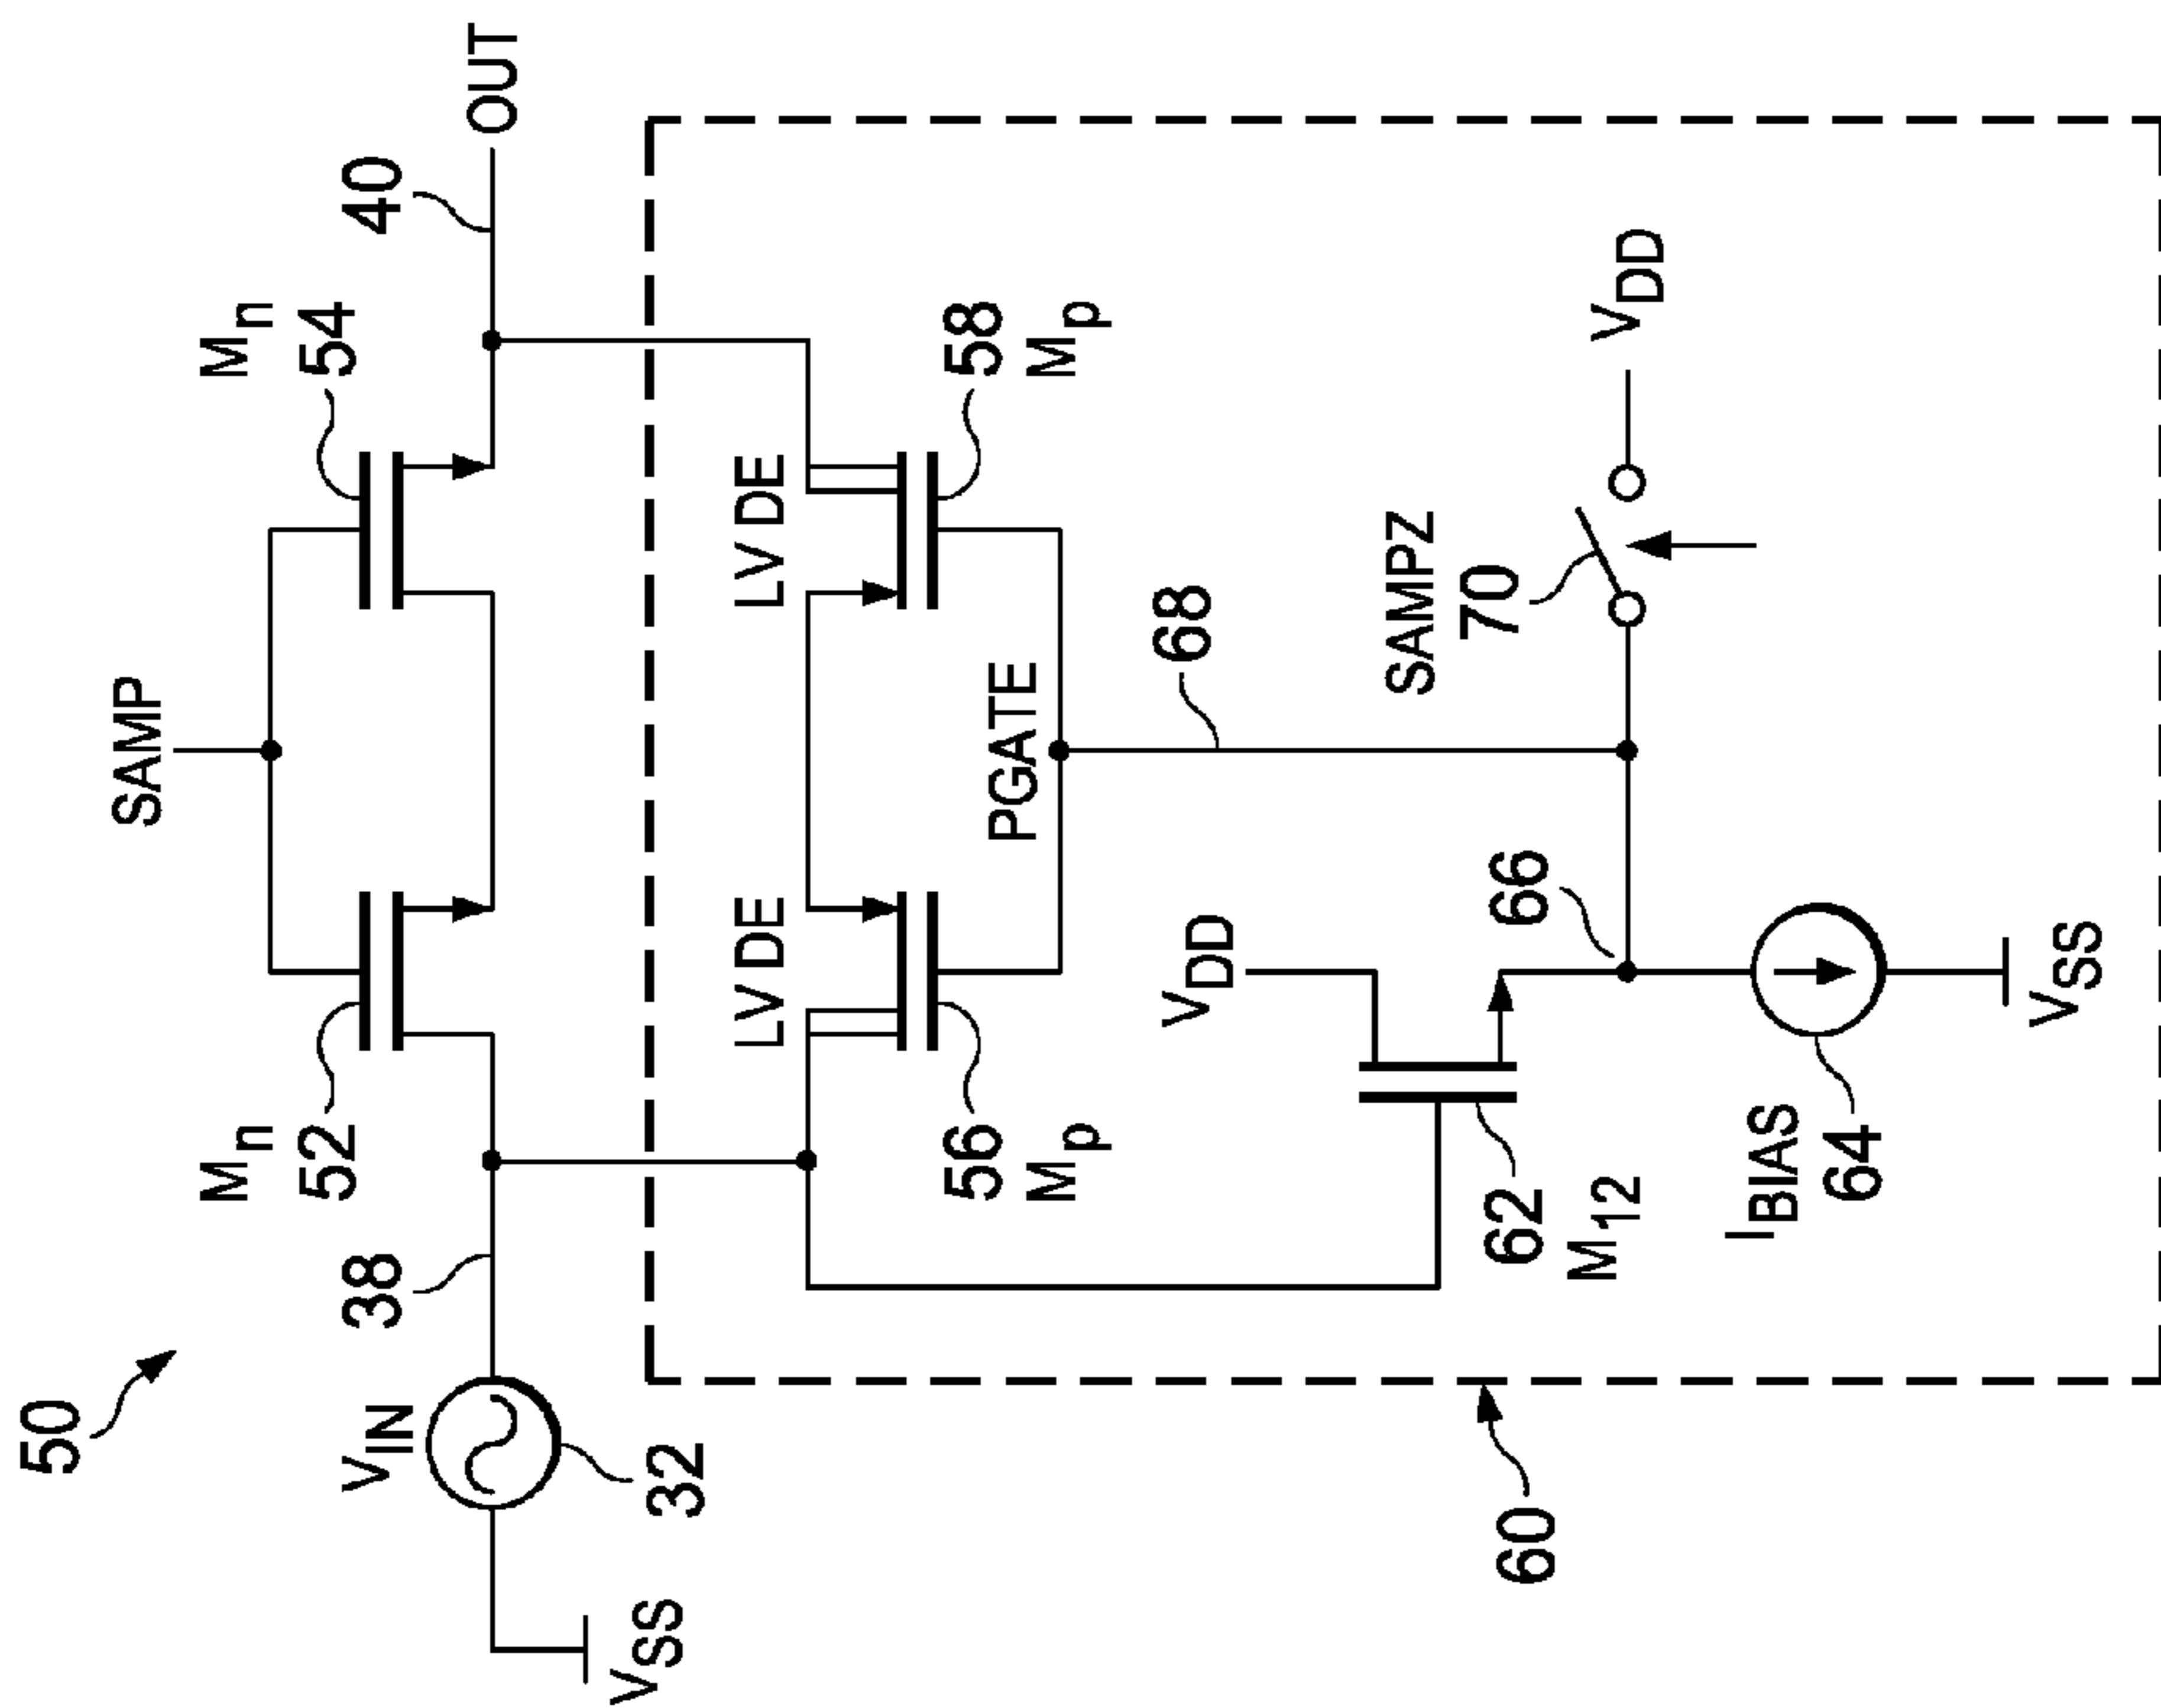 50
VIN
32
VSS
38
Mn
52
SAMP
Mn
54
40
OUT
LV DE
LV DE
56
Mp
PGATE
58
Mp
68
VDD
62
M12
66
IBIAS
64
VSS
SAMPZ
70
VDD
60